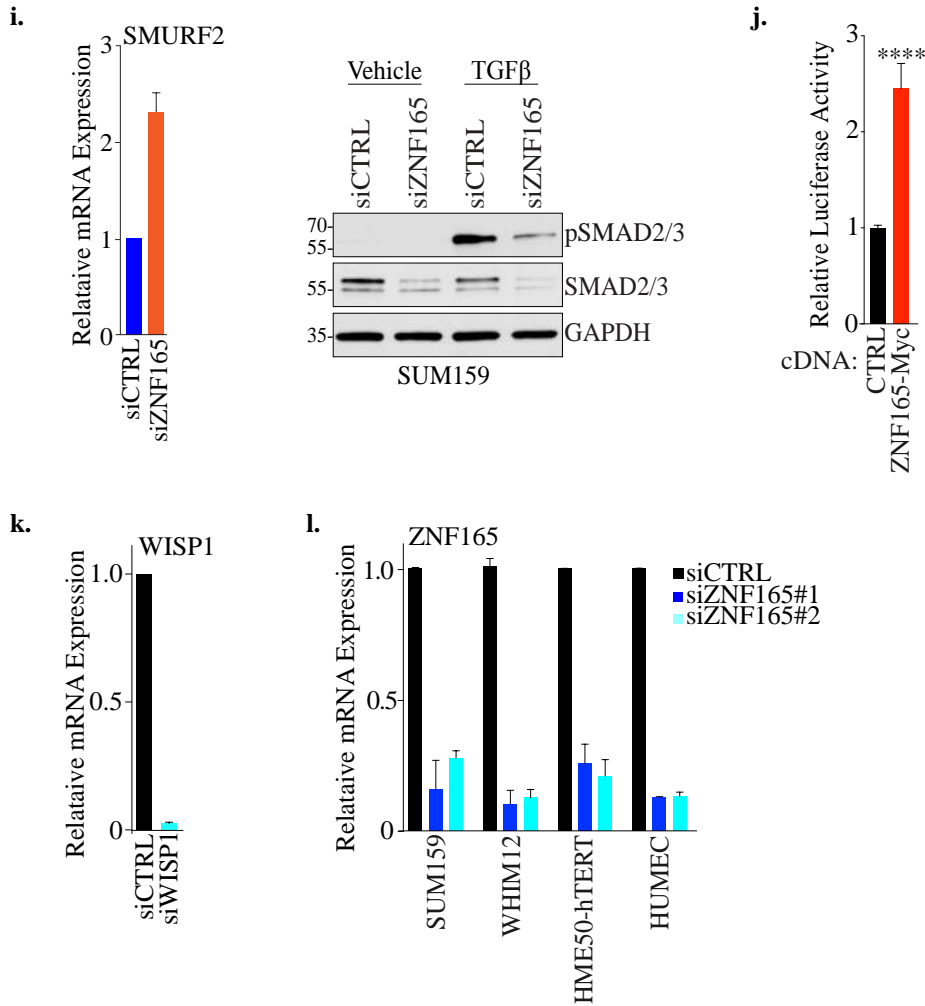 i.
SMURF2
Relataive mRNA Expression
3
2
1
0
siCTRL
siZNF165
Vehicle
TGFβ
siCTRL
siZNF165
siCTRL
siZNF165
70
55
pSMAD2/3
55
SMAD2/3
35
GAPDH
SUM159
j.
Relative Luciferase Activity
3
2
1
0
****
cDNA:
CTRL
ZNF165-Myc
k.
WISP1
Relataive mRNA Expression
1.0
0.5
0
siCTRL
siWISP1
l.
ZNF165
Relataive mRNA Expression
1.0
0.5
0
siCTRL
siZNF165#1
siZNF165#2
SUM159
WHIM12
HME50-hTERT
HUMEC